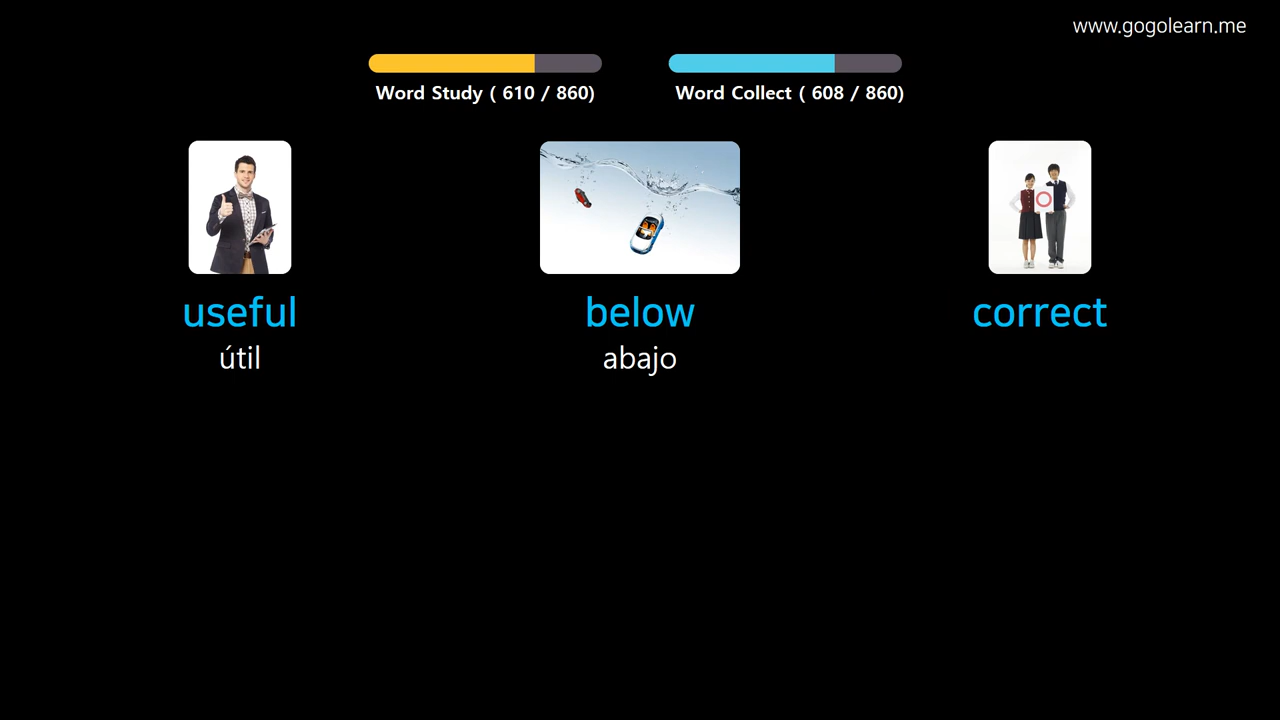 www.gogolearn.me
Word Study ( 610 / 860)
Word Collect ( 608 / 860)
useful
below
correct
útil
abajo